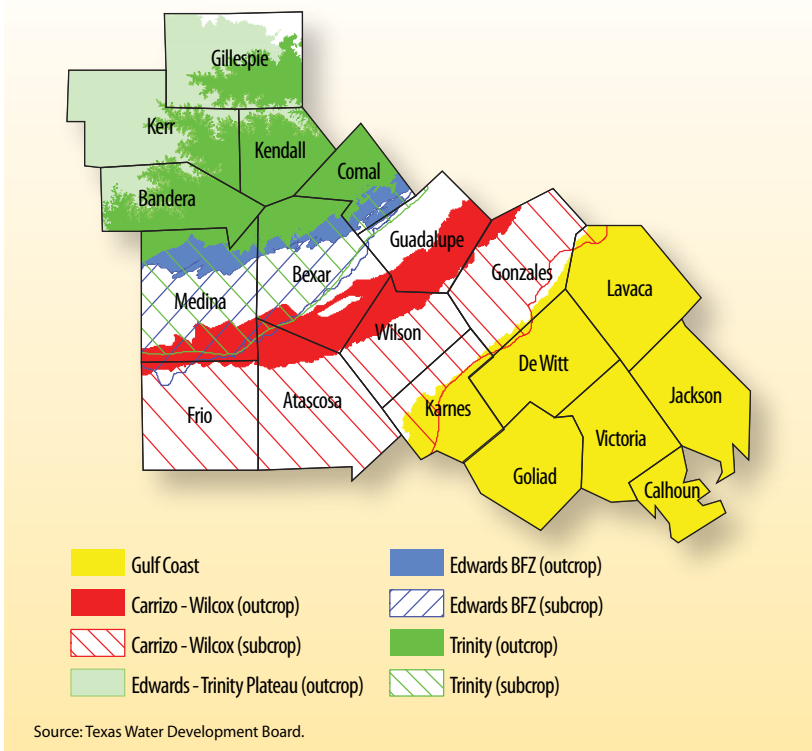 Gillespie
Kerr
Kendall
Comal
Bandera
Guadalupe
Bexar
Gonzales
Medina
Lavaca
Wilson
De Witt
Frio
Atascosa
Karnes
Jackson
Victoria
Goliad
Calhoun
Gulf Coast
Carrizo - Wilcox (outcrop)
Carrizo - Wilcox (subcrop)
Edwards - Trinity Plateau (outcrop)
Edwards BFZ (outcrop)
Edwards BFZ (subcrop)
Trinity (outcrop)
Trinity (subcrop)
Source: Texas Water Development Board.